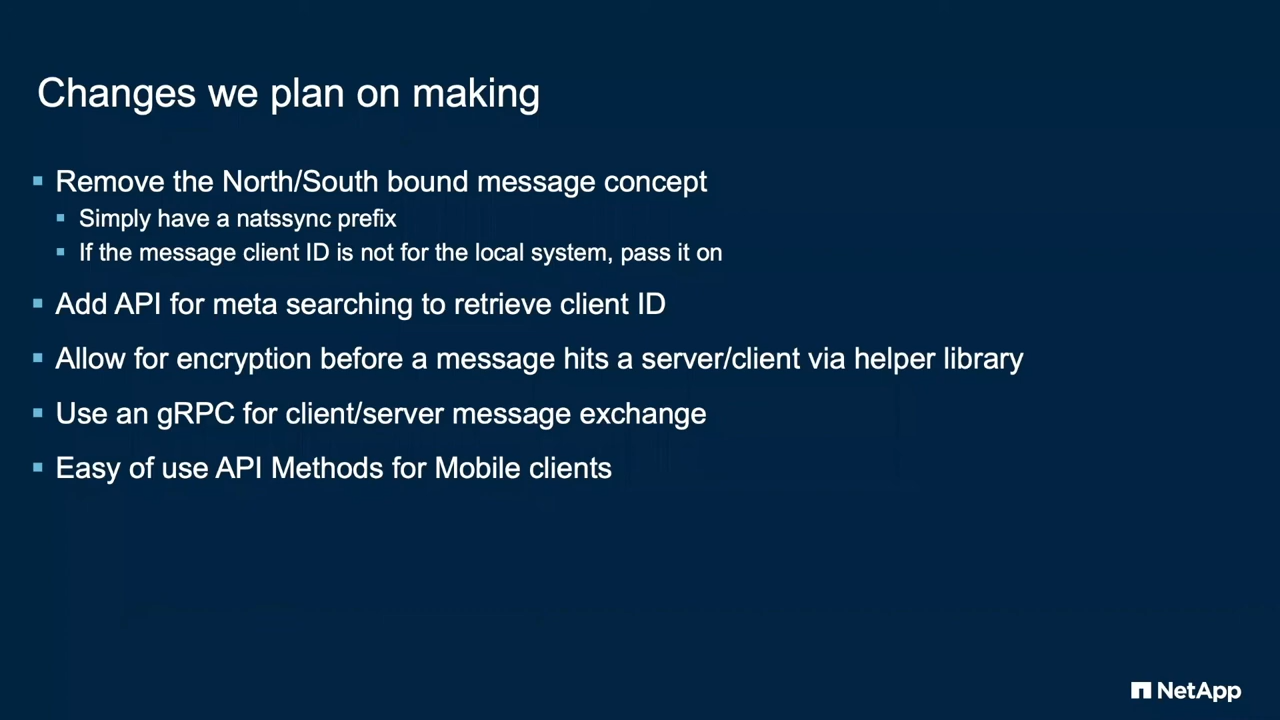 Changes we plan on making
Remove the North/South bound message concept
Simply have a natssync prefix
If the message client ID is not for the local system, pass it on
Add API for meta searching to retrieve client ID
Allow for encryption before a message hits a server/client via helper library
Use an gRPC for client/server message exchange
Easy of use API Methods for Mobile clients
NetApp